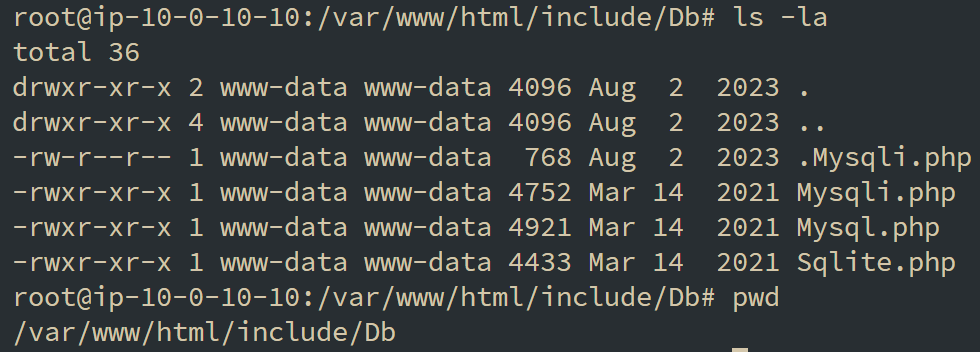 root@ip-10-0-10-10:/var/www/html/include/Db# ls -la
total 36
drwxr-xr-x 2 www-data www-data 4096 Aug  2  2023 .
drwxr-xr-x 4 www-data www-data 4096 Aug  2  2023 ..
-rw-r--r-- 1 www-data www-data  768 Aug  2  2023 .Mysqli.php
-rwxr-xr-x 1 www-data www-data 4752 Mar 14  2021 Mysqli.php
-rwxr-xr-x 1 www-data www-data 4921 Mar 14  2021 Mysql.php
-rwxr-xr-x 1 www-data www-data 4433 Mar 14  2021 Sqlite.php
root@ip-10-0-10-10:/var/www/html/include/Db# pwd
/var/www/html/include/Db